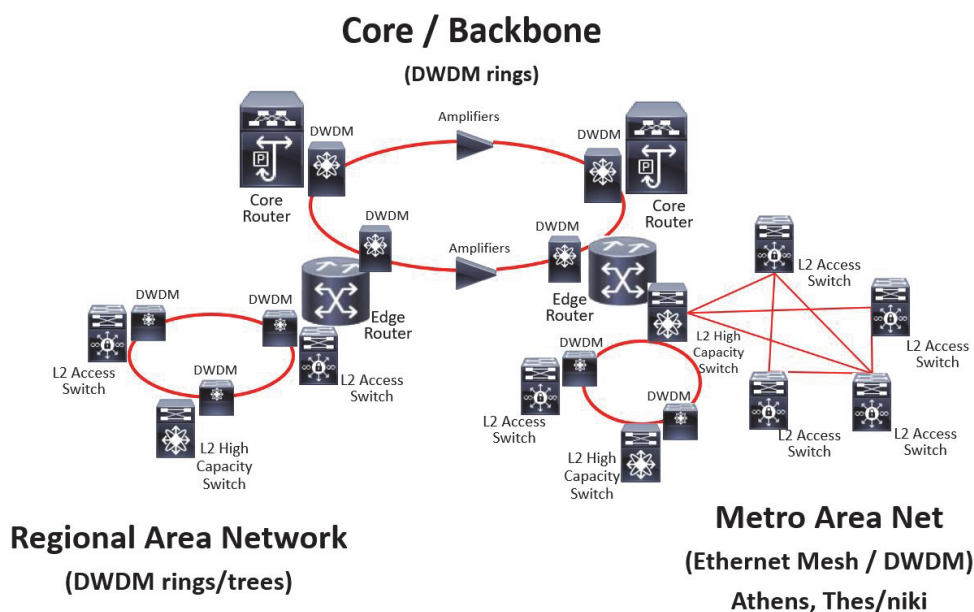 Core / Backbone
(DWDM rings)
Amplifiers
DWDM
DWDM
P
P
Core
Router
Core
Router
DWDM
DWDM
Amplifiers
L2 Access
Switch
Edge
Router
Edge
Router
DWDM
DWDM
L2 High
Capacity
Switch
L2 Access
Switch
L2 Access
Switch
DWDM
L2 Access
Switch
DWDM
DWDM
L2 Access
Switch
L2 Access
Switch
L2 Access
Switch
L2 High
Capacity
Switch
L2 High
Capacity
Switch
Regional Area Network
(DWDM rings/trees)
Metro Area Net
(Ethernet Mesh / DWDM)
Athens, Thes/niki